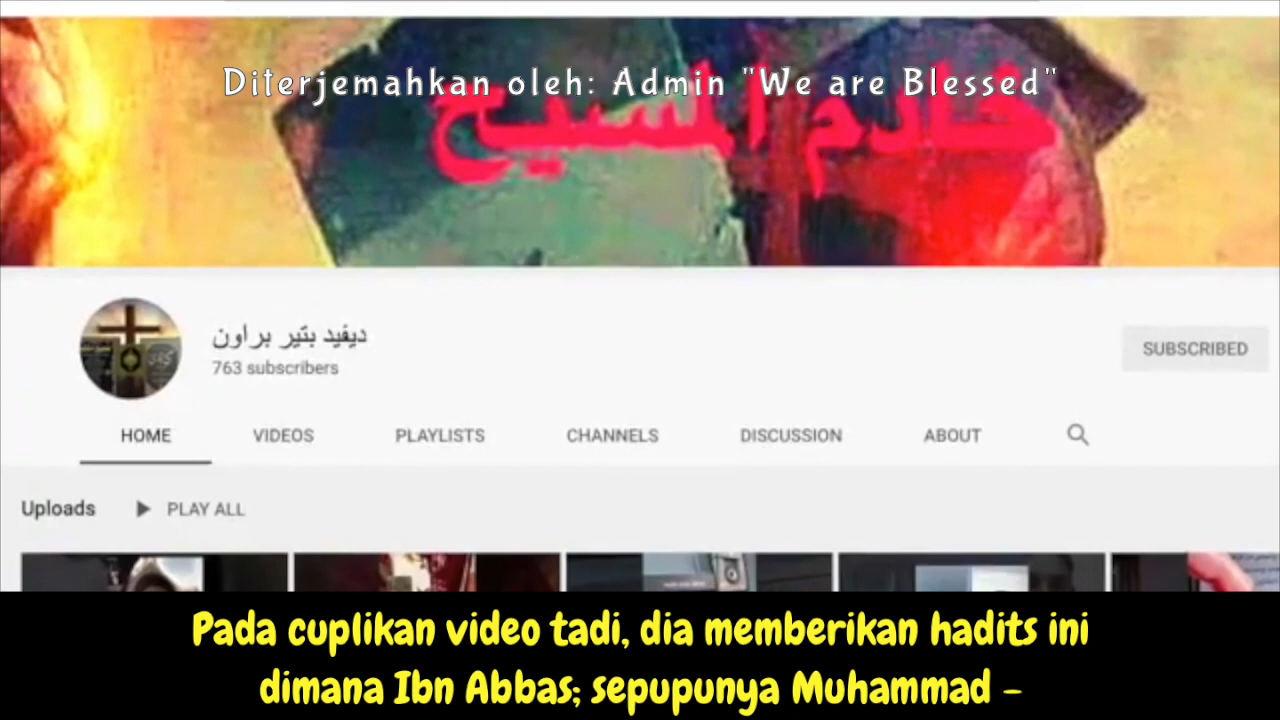 Diterjemahkan oleh: Admin "We are Blessed"
خادم المسيح
ديفيد بتير براون
763 subscribers
SUBSCRIBED
HOME VIDEOS PLAYLISTS CHANNELS DISCUSSION ABOUT
Uploads PLAY ALL
Pada cuplikan video tadi, dia memberikan hadits ini
dimana Ibn Abbas; sepupunya Muhammad –